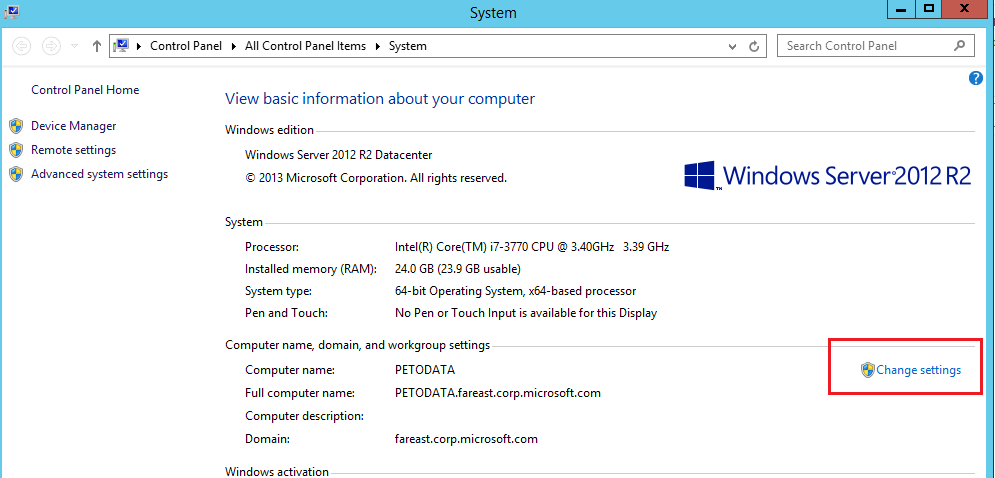 System
Control Panel All Control Panel Items System Search Control Panel
Control Panel Home
Device Manager
Remote settings
Advanced system settings
View basic information about your computer
Windows edition
Windows Server 2012 R2 Datacenter
© 2013 Microsoft Corporation. All rights reserved.
Windows Server® 2012 R2
System
Processor: Intel(R) Core(TM) i7-3770 CPU @ 3.40GHz 3.39 GHz
Installed memory (RAM): 24.0 GB (23.9 GB usable)
System type: 64-bit Operating System, x64-based processor
Pen and Touch: No Pen or Touch Input is available for this Display
Computer name, domain, and workgroup settings
Computer name: PETODATA Change settings
Full computer name: PETODATA.fareast.corp.microsoft.com
Computer description:
Domain: fareast.corp.microsoft.com
Windows activation